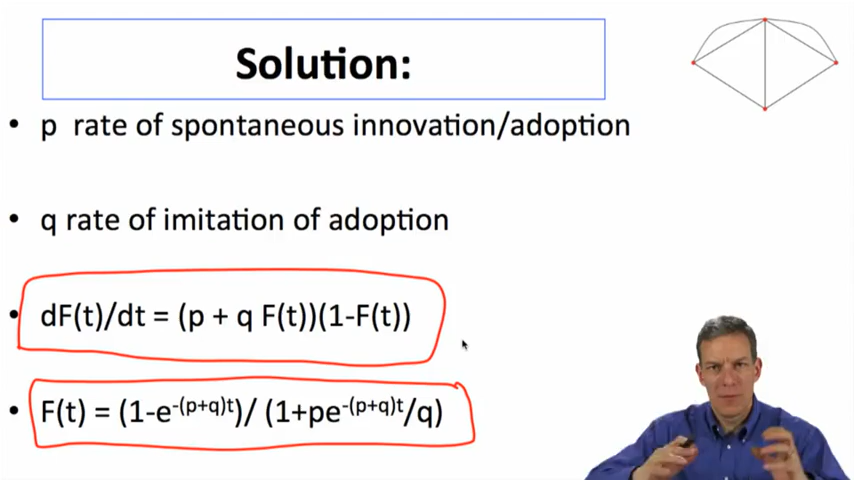 Solution:
• p rate of spontaneous innovation/adoption
• q rate of imitation of adoption
• dF(t)/dt = (p + q F(t))(1-F(t))
• F(t) = (1-e^-(p+q)t)/ (1+pe^-(p+q)t/q)